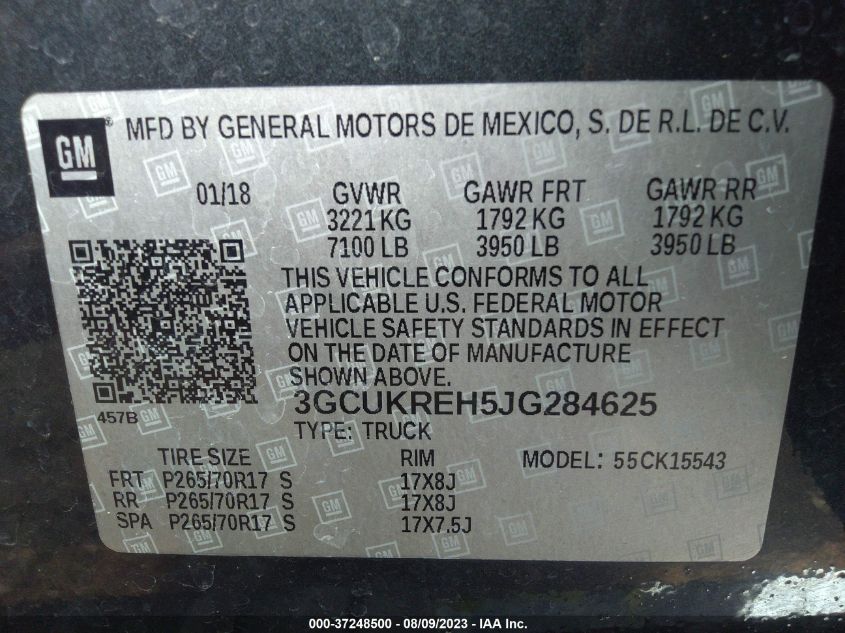 GM
® MFD BY GENERAL MOTORS DE MEXICO, S. DE R.L. DE C.V.
01/18 GVWR GAWR FRT GAWR RR
3221 KG 1792 KG 1792 KG
7100 LB 3950 LB 3950 LB
THIS VEHICLE CONFORMS TO ALL
APPLICABLE U.S. FEDERAL MOTOR
VEHICLE SAFETY STANDARDS IN EFFECT
ON THE DATE OF MANUFACTURE
SHOWN ABOVE.
457B
3GCUKREH5JG284625
TYPE: TRUCK
TIRE SIZE RIM MODEL: 55CK15543
FRT P265/70R17 S 17X8J
RR P265/70R17 S 17X8J
SPA P265/70R17 S 17X7.5J
000-37248500 - 08/09/2023 - IAA Inc.